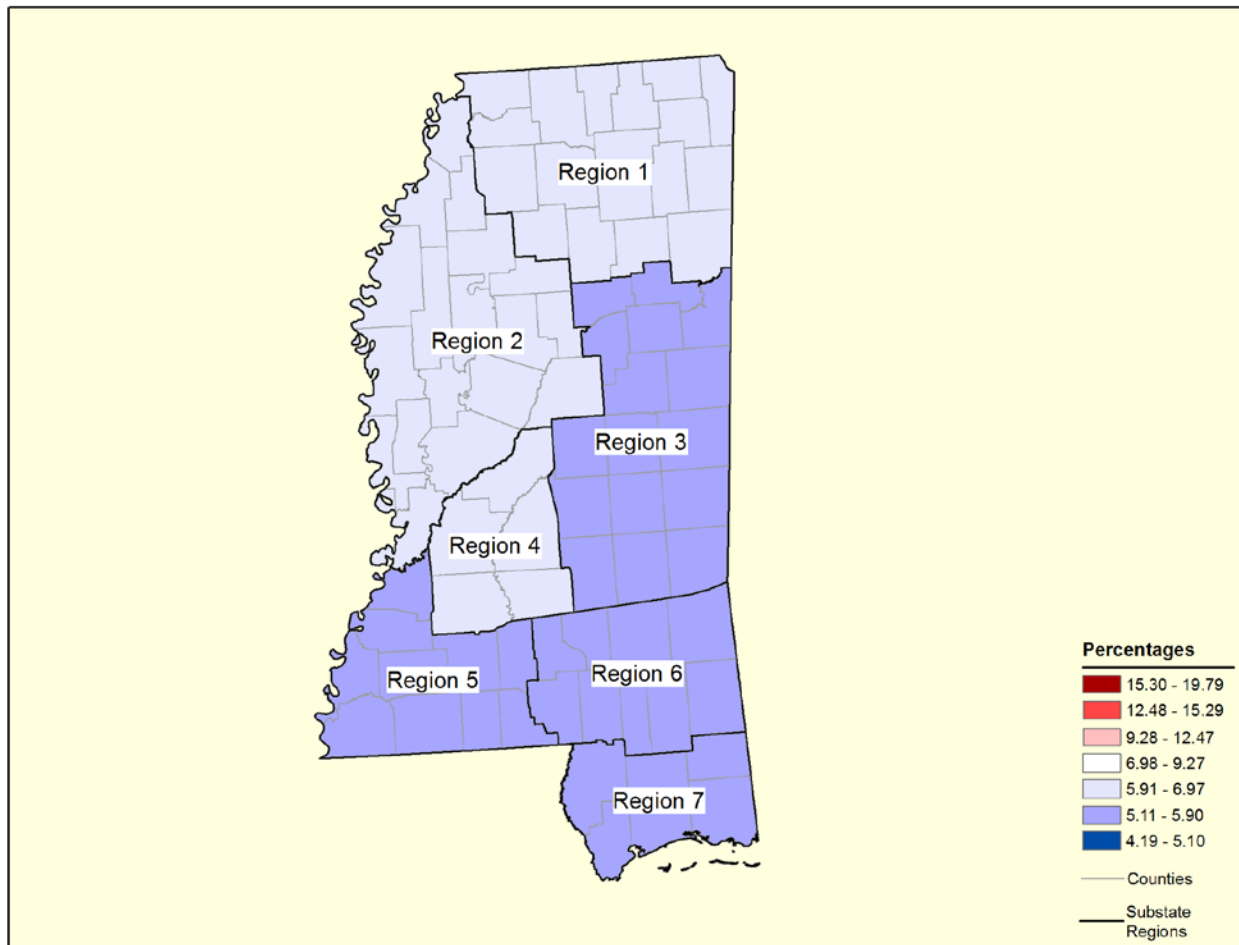 Region 1
Region 2
Region 3
Region 4
Region 5
Region 6
Region 7
Percentages
15.30 - 19.79
12.48 - 15.29
9.28 - 12.47
6.98 - 9.27
5.91 - 6.97
5.11 - 5.90
4.19 - 5.10
Counties
Substate
Regions